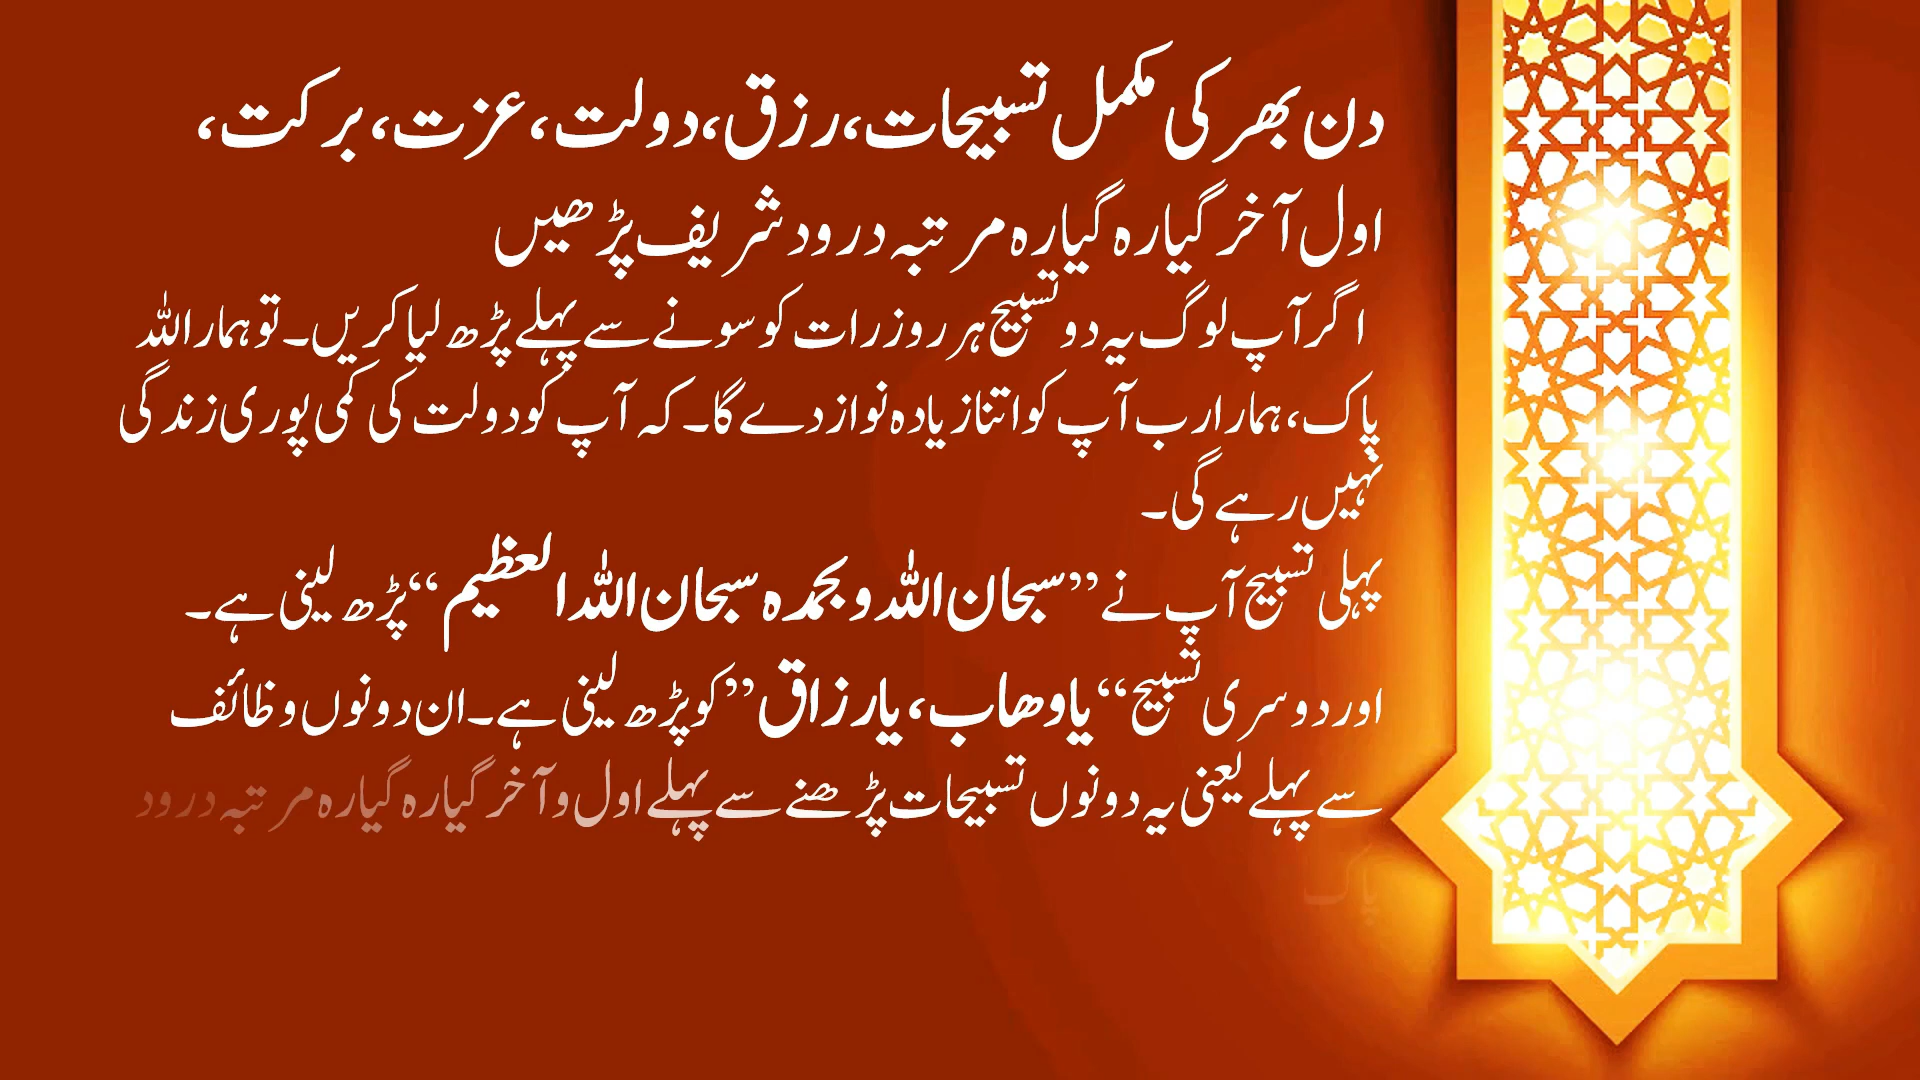 دن بھر کی مکمل تسبیحات،رزق،دولت،عزت،برکت،
اول آخر گیارہ گیارہ مرتبہ درود شریف پڑھیں
اگر آپ لوگ یہ دو تسبیح ہر روز رات کو سونے سے پہلے پڑھ لیا کریں۔ تو ہمارا اللہ
پاک، ہمارا رب آپ کو اتنا زیادہ نواز دے گا۔ کہ آپ کو دولت کی کمی پوری زندگی
نہیں رہے گی۔
پہلی تسبیح آپ نے ’’سبحان اللہ و بحمدہ سبحان اللہ العظیم‘‘ پڑھ لینی ہے۔
اور دوسری تسبیح ‘‘یا وھاب، یا رزاق’’ کو پڑھ لینی ہے۔ ان دونوں وظائف
سے پہلے یعنی یہ دونوں تسبیحات پڑھنے سے پہلے اول و آخر گیارہ گیارہ مرتبہ درود
پاک